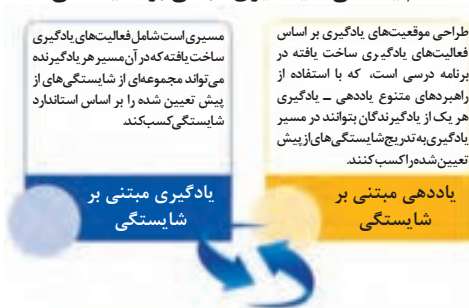 طراحی موقعیت‌های یادگیری بر اساس
فعالیت‌های یادگیری ساخت یافته در
برنامه درسی است، که با استفاده از
راهبردهای متنوع یاددهی ـ یادگیری
هر یک از یادگیرندگان بتوانند در مسیر
یادگیری به تدریج شایستگی‌های از پیش
تعیین شده را کسب کنند.
یاددهی مبتنی بر
شایستگی
مسیری است شامل فعالیت‌های یادگیری
ساخت یافته که در آن مسیر هر یادگیرنده
می‌تواند مجموعه‌ای از شایستگی‌های از
پیش تعیین شده را بر اساس استاندارد
شایستگی کسب کند.
یادگیری مبتنی بر
شایستگی